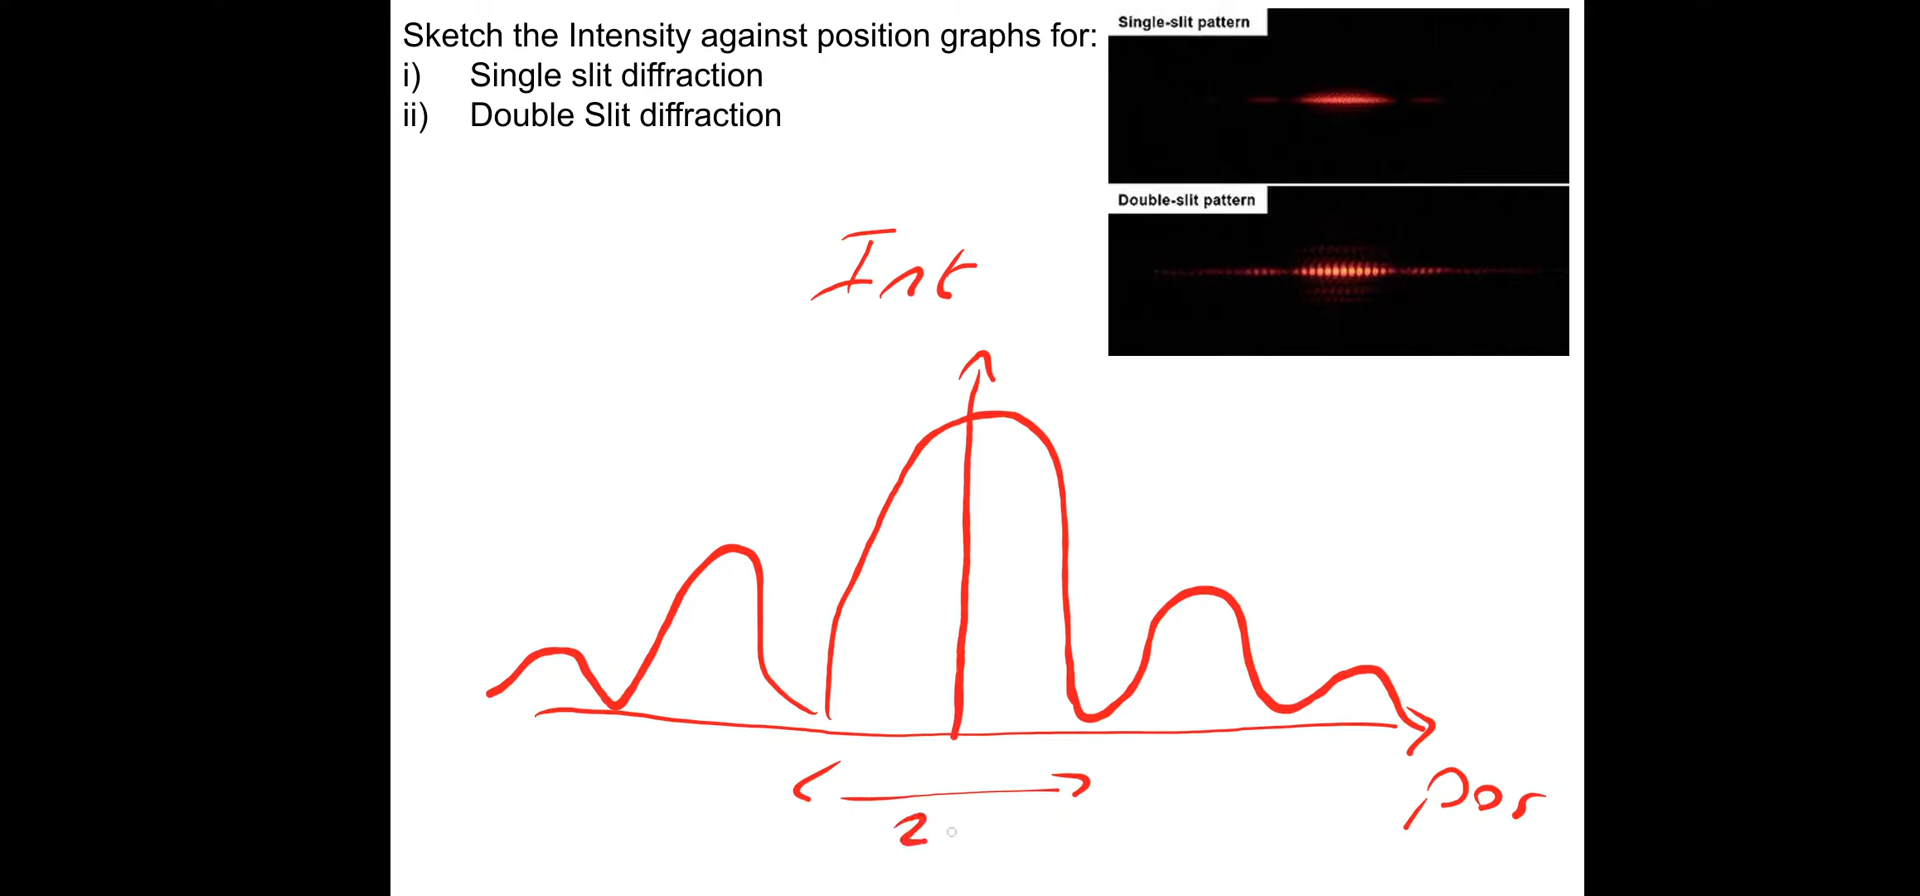 Sketch the Intensity against position graphs for:
i) Single slit diffraction
ii) Double Slit diffraction
Single-slit pattern
Double-slit pattern
Int
pos
2